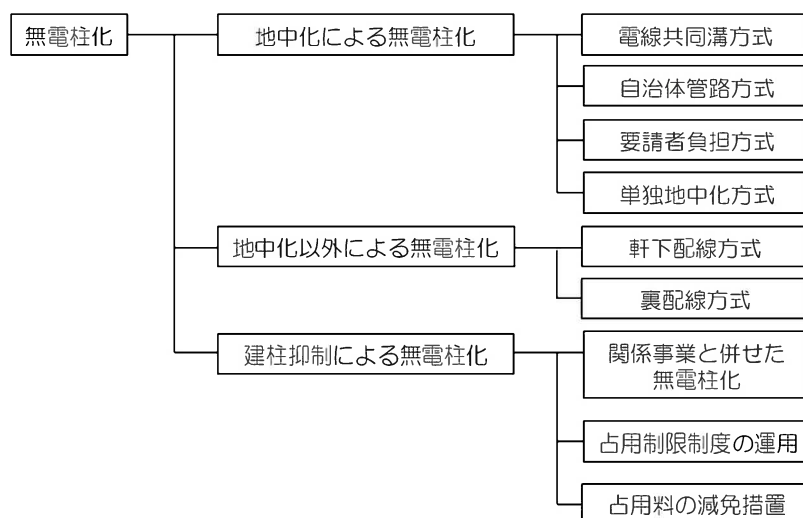 無電柱化
地中化による無電柱化
電線共同溝方式
自治体管路方式
要請者負担方式
単独地中化方式
地中化以外による無電柱化
軒下配線方式
裏配線方式
建柱抑制による無電柱化
関係事業と併せた
無電柱化
占用制限制度の運用
占用料の減免措置